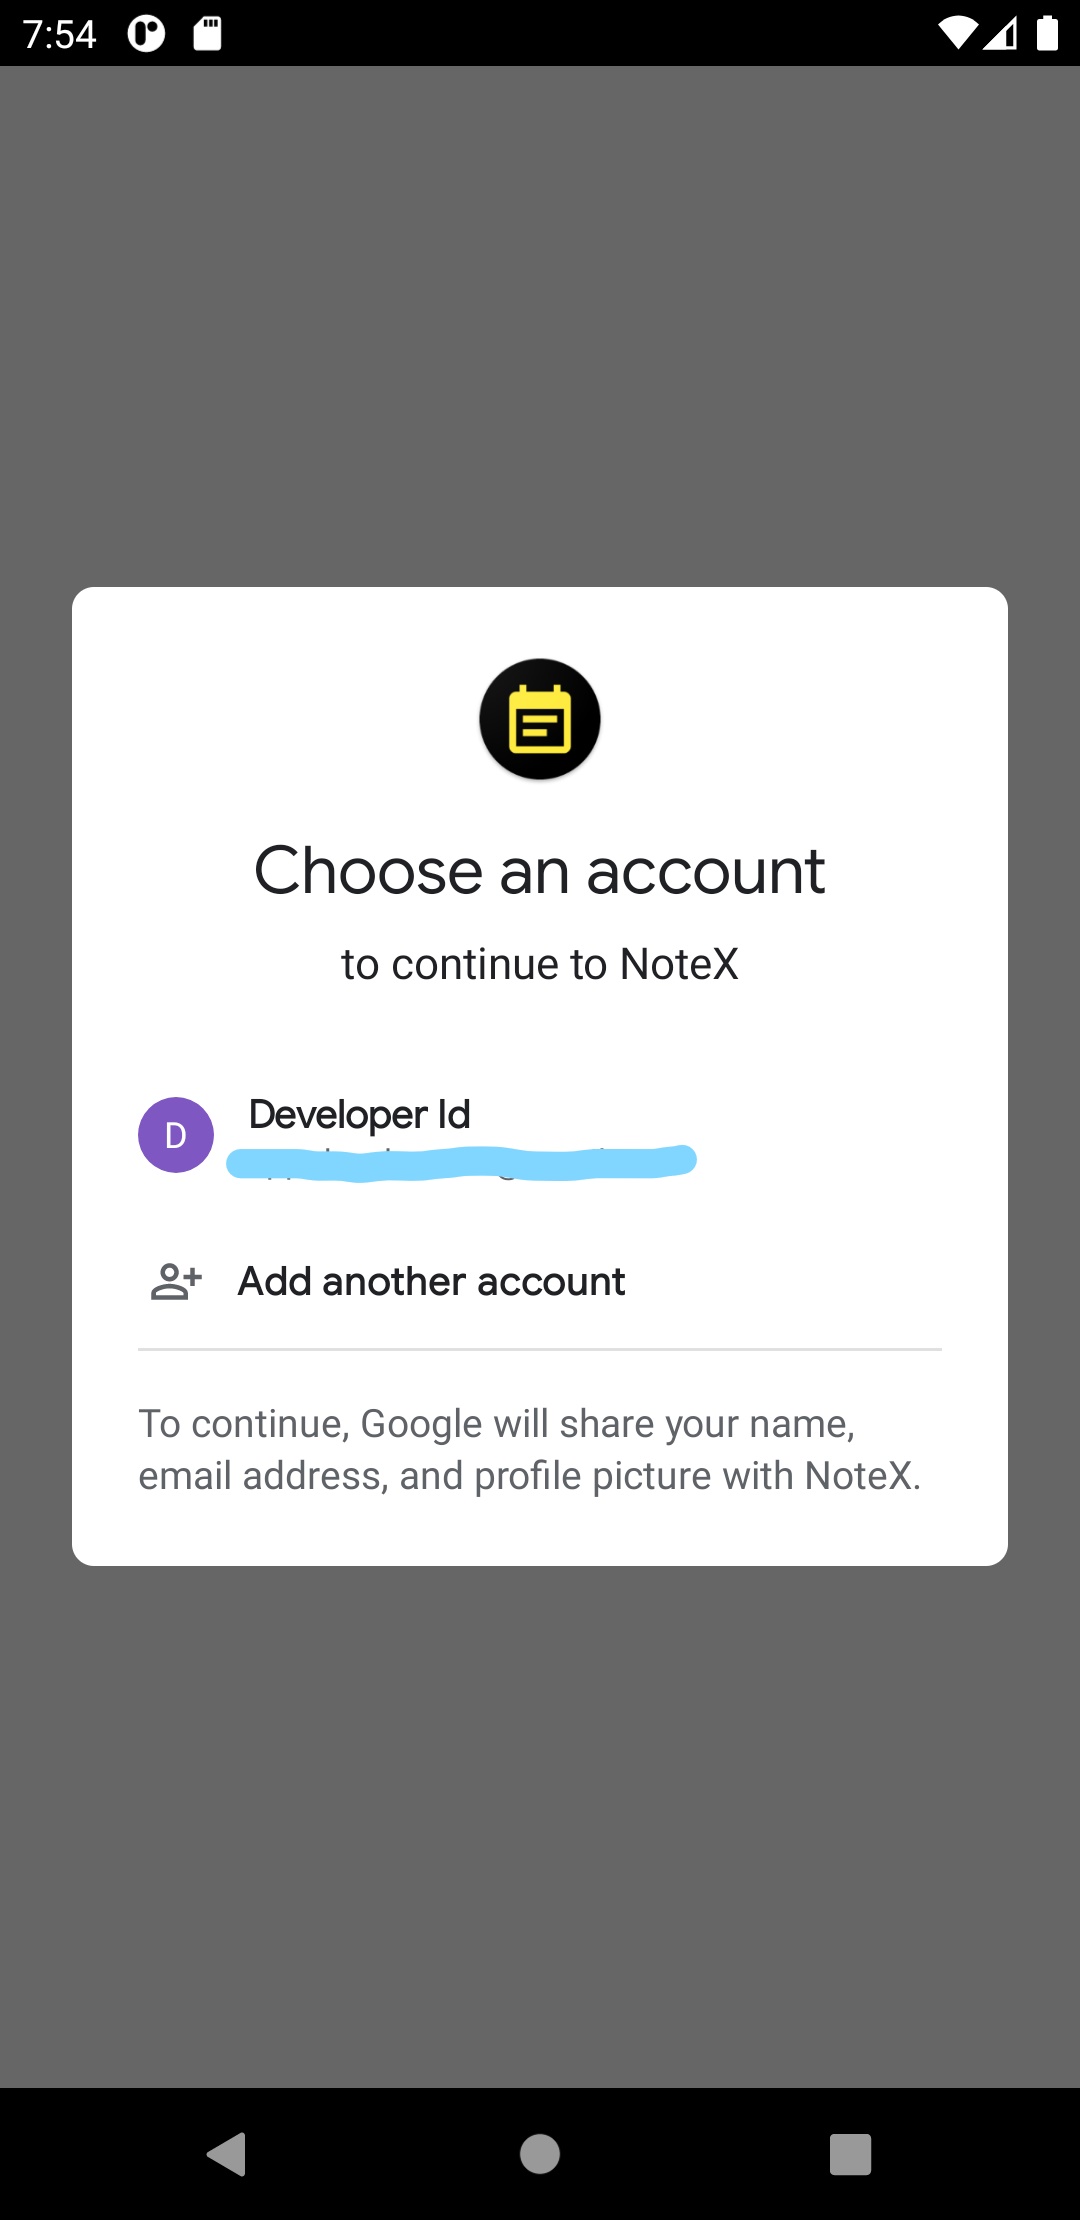 7:54
Choose an account
to continue to NoteX
D
Developer Id
Add another account
To continue, Google will share your name,
email address, and profile picture with NoteX.